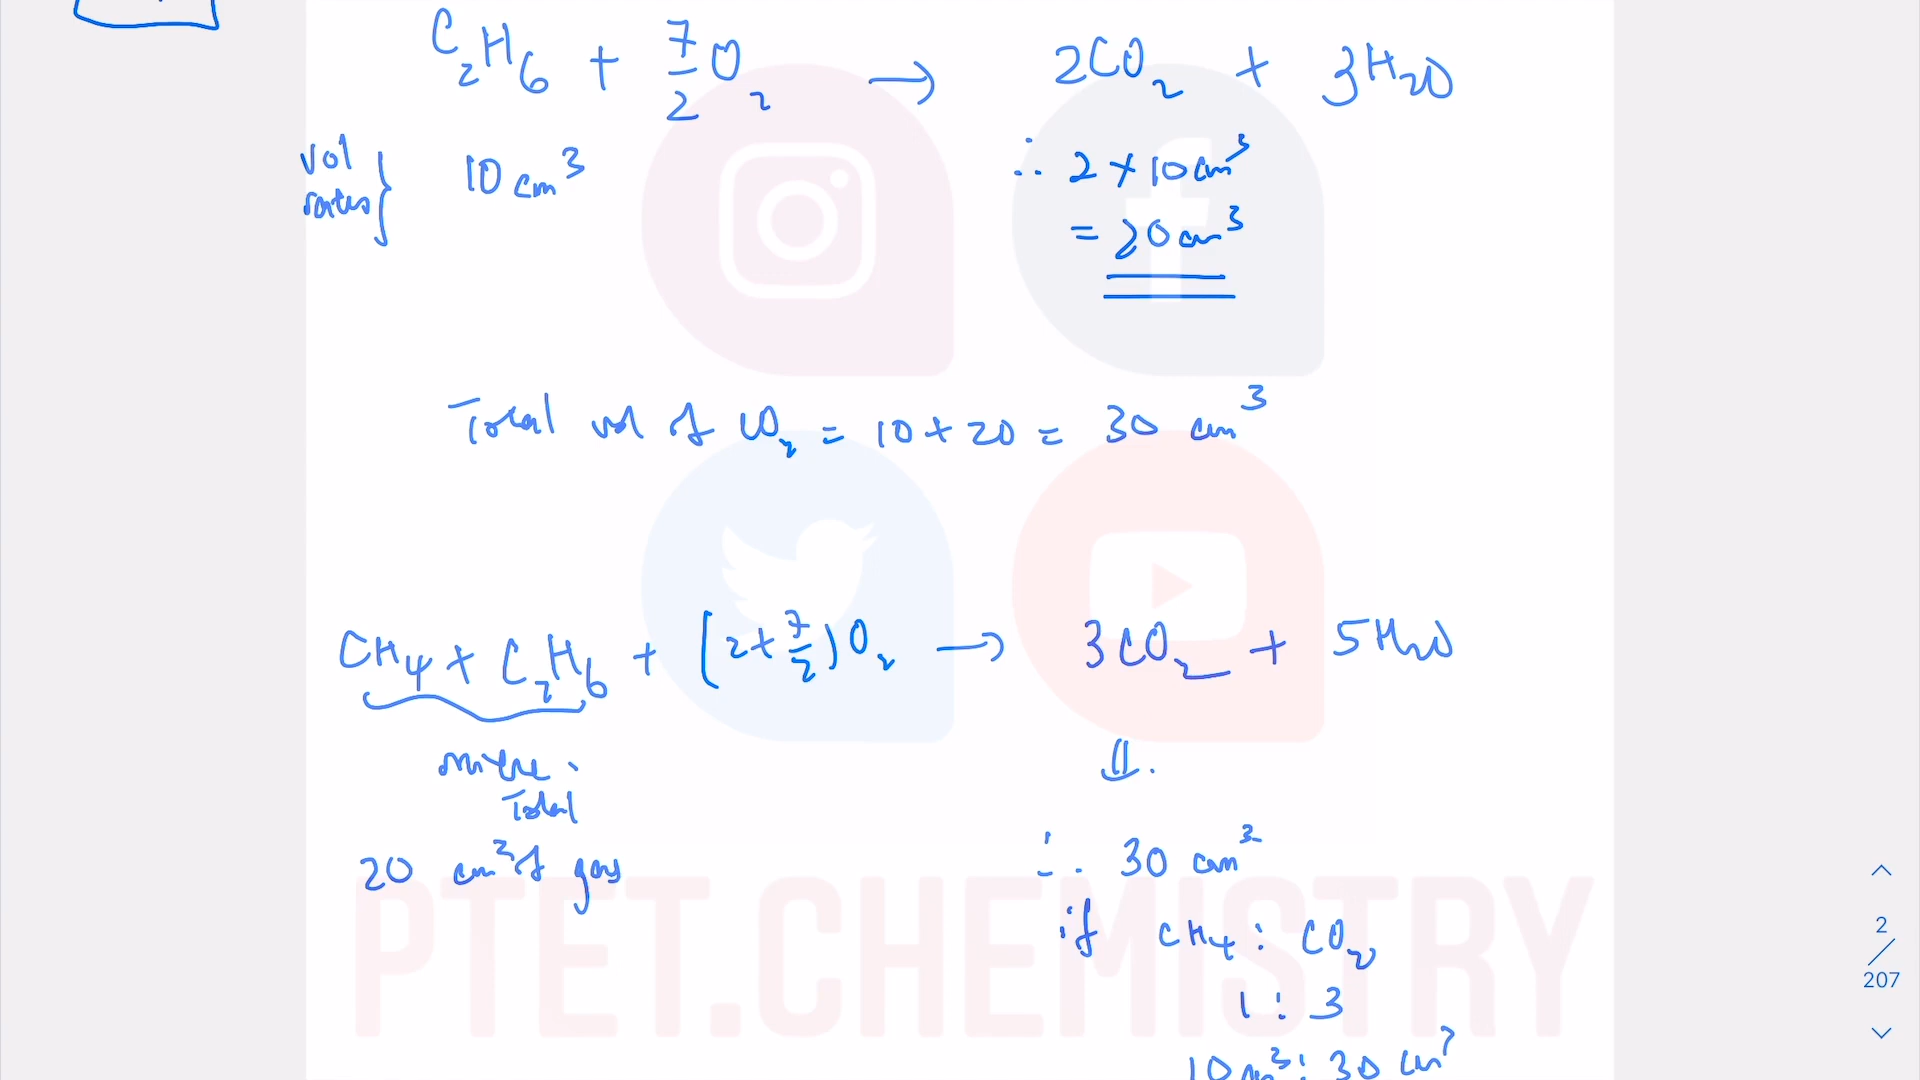 C₂H₆ + 7/2 O₂ → 2CO₂ + 3H₂O
Vol
10 cm³
∴ 2 × 10 cm³
= 20 cm³
Total vol of CO₂ = 10 + 20 = 30 cm³
CH₄ + C₂H₆ + (2 + 7/2) O₂ → 3CO₂ + 5H₂O
Total
20 cm³ of gas
∴ 30 cm³
if CH₄ : CO₂
1 : 3
10 cm³ : 30 cm³
PTET.CHEMISTRY
2
207